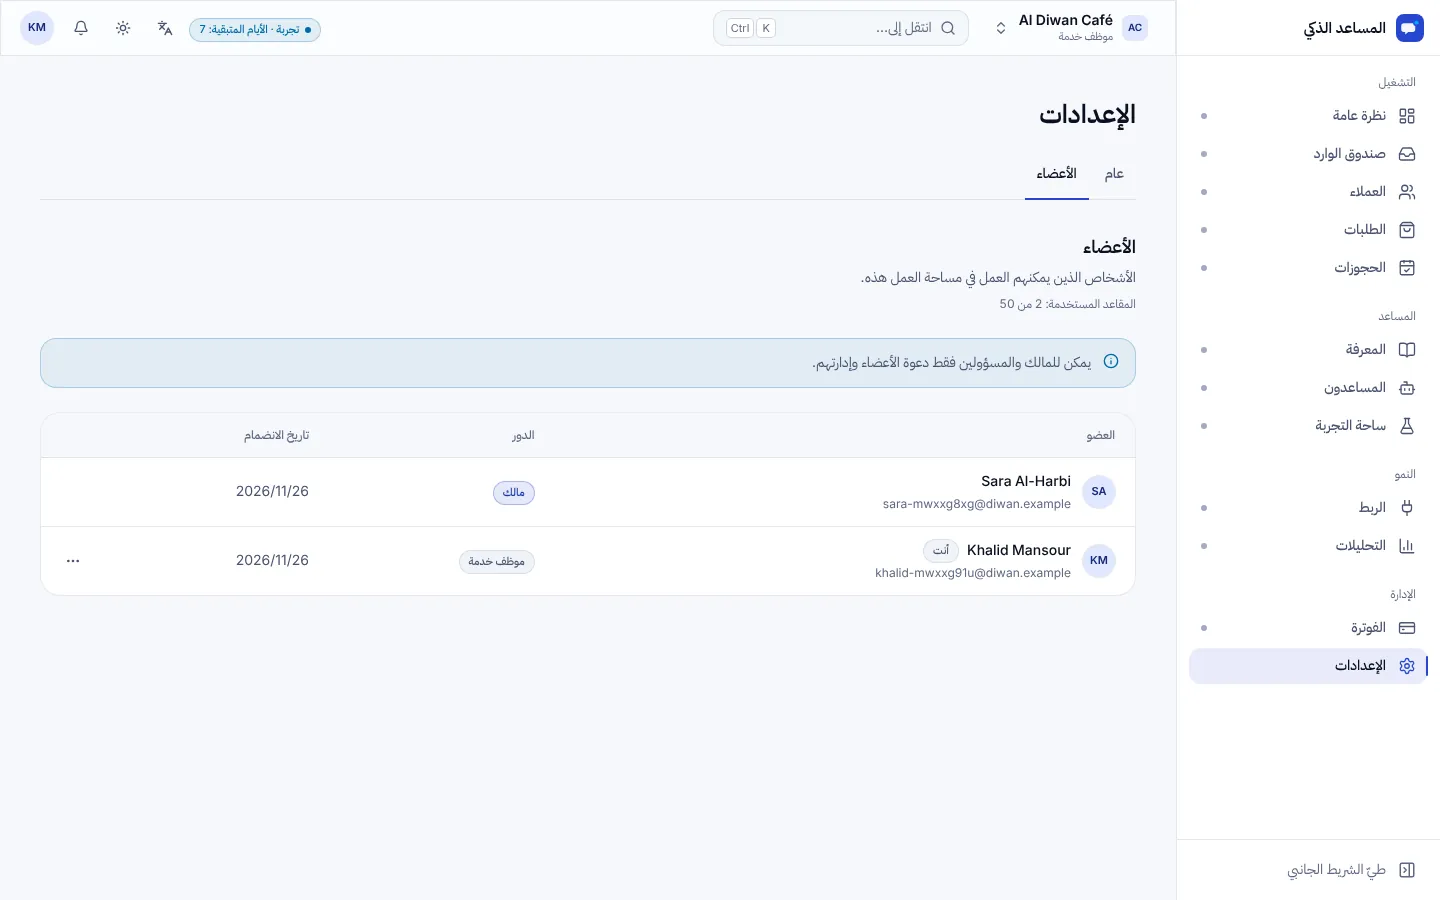 المساعد الذكي
التشغيل
نظرة عامة
صندوق الوارد
العملاء
الطلبات
الحجوزات
المساعد
المعرفة
المساعدون
ساحة التجربة
النمو
الربط
التحليلات
الإدارة
الفوترة
الإعدادات
طيّ الشريط الجانبي
AC
Al Diwan Café
موظف خدمة
انتقل إلى...
Ctrl K
تجربة · الأيام المتبقية: 7
KM
الإعدادات
عام
الأعضاء
الأعضاء
الأشخاص الذين يمكنهم العمل في مساحة العمل هذه.
المقاعد المستخدمة: 2 من 50
يمكن للمالك والمسؤولين فقط دعوة الأعضاء وإدارتهم.
العضو الدور تاريخ الانضمام
SA Sara Al-Harbi مالك 2026/11/26
sara-mwxxg8xg@diwan.example
KM Khalid Mansour أنت موظف خدمة 2026/11/26
khalid-mwxxg91u@diwan.example